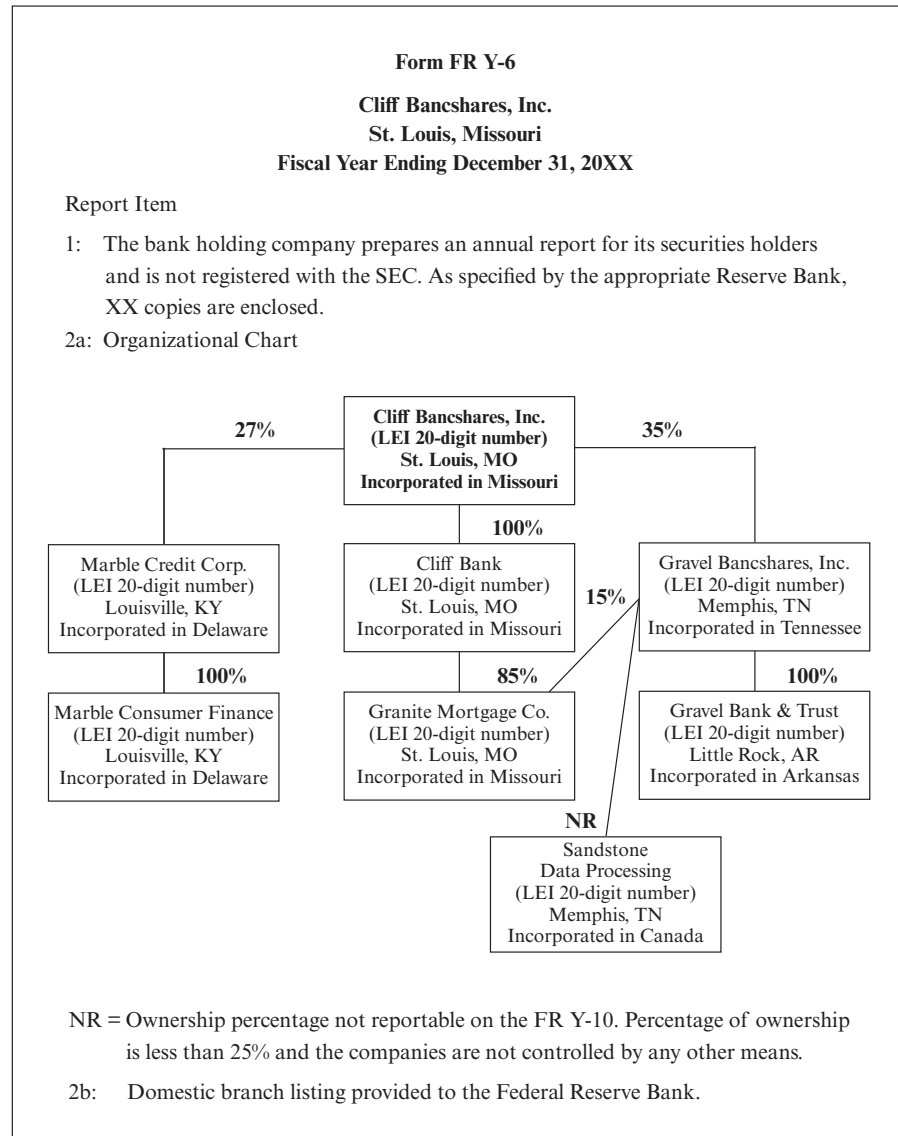 Form FR Y-6
Cliff Bancshares, Inc.
St. Louis, Missouri
Fiscal Year Ending December 31, 20XX
Report Item
1: The bank holding company prepares an annual report for its securities holders
and is not registered with the SEC. As specified by the appropriate Reserve Bank,
XX copies are enclosed.
2a: Organizational Chart
Cliff Bancshares, Inc.
(LEI 20-digit number)
St. Louis, MO
Incorporated in Missouri
27%
35%
100%
Marble Credit Corp.
(LEI 20-digit number)
Louisville, KY
Incorporated in Delaware
Cliff Bank
(LEI 20-digit number)
St. Louis, MO
Incorporated in Missouri
15%
Gravel Bancshares, Inc.
(LEI 20-digit number)
Memphis, TN
Incorporated in Tennessee
100%
85%
100%
Marble Consumer Finance
(LEI 20-digit number)
Louisville, KY
Incorporated in Delaware
Granite Mortgage Co.
(LEI 20-digit number)
St. Louis, MO
Incorporated in Missouri
Gravel Bank & Trust
(LEI 20-digit number)
Little Rock, AR
Incorporated in Arkansas
NR
Sandstone
Data Processing
(LEI 20-digit number)
Memphis, TN
Incorporated in Canada
NR = Ownership percentage not reportable on the FR Y-10. Percentage of ownership
is less than 25% and the companies are not controlled by any other means.
2b: Domestic branch listing provided to the Federal Reserve Bank.